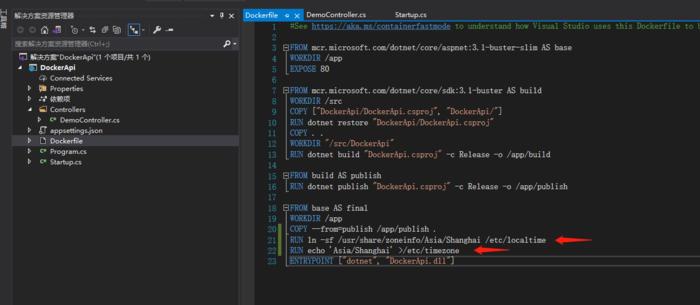 工具箱
解决方案资源管理器
搜索解决方案资源管理器(Ctrl+;)
解决方案"DockerApi"(1 个项目/共 1 个)
DockerApi
Connected Services
Properties
依赖项
Controllers
DemoController.cs
appsettings.json
Dockerfile
Program.cs
Startup.cs
Dockerfile DemoController.cs Startup.cs
1 #See https://aka.ms/containerfastmode to understand how Visual Studio uses this Dockerfile to b
2
3 FROM mcr.microsoft.com/dotnet/core/aspnet:3.1-buster-slim AS base
4 WORKDIR /app
5 EXPOSE 80
6
7 FROM mcr.microsoft.com/dotnet/core/sdk:3.1-buster AS build
8 WORKDIR /src
9 COPY ["DockerApi/DockerApi.csproj", "DockerApi/"]
10 RUN dotnet restore "DockerApi/DockerApi.csproj"
11 COPY . .
12 WORKDIR "/src/DockerApi"
13 RUN dotnet build "DockerApi.csproj" -c Release -o /app/build
14
15 FROM build AS publish
16 RUN dotnet publish "DockerApi.csproj" -c Release -o /app/publish
17
18 FROM base AS final
19 WORKDIR /app
20 COPY --from=publish /app/publish .
21 RUN ln -sf /usr/share/zoneinfo/Asia/Shanghai /etc/localtime
22 RUN echo 'Asia/Shanghai' >/etc/timezone
23 ENTRYPOINT ["dotnet", "DockerApi.dll"]